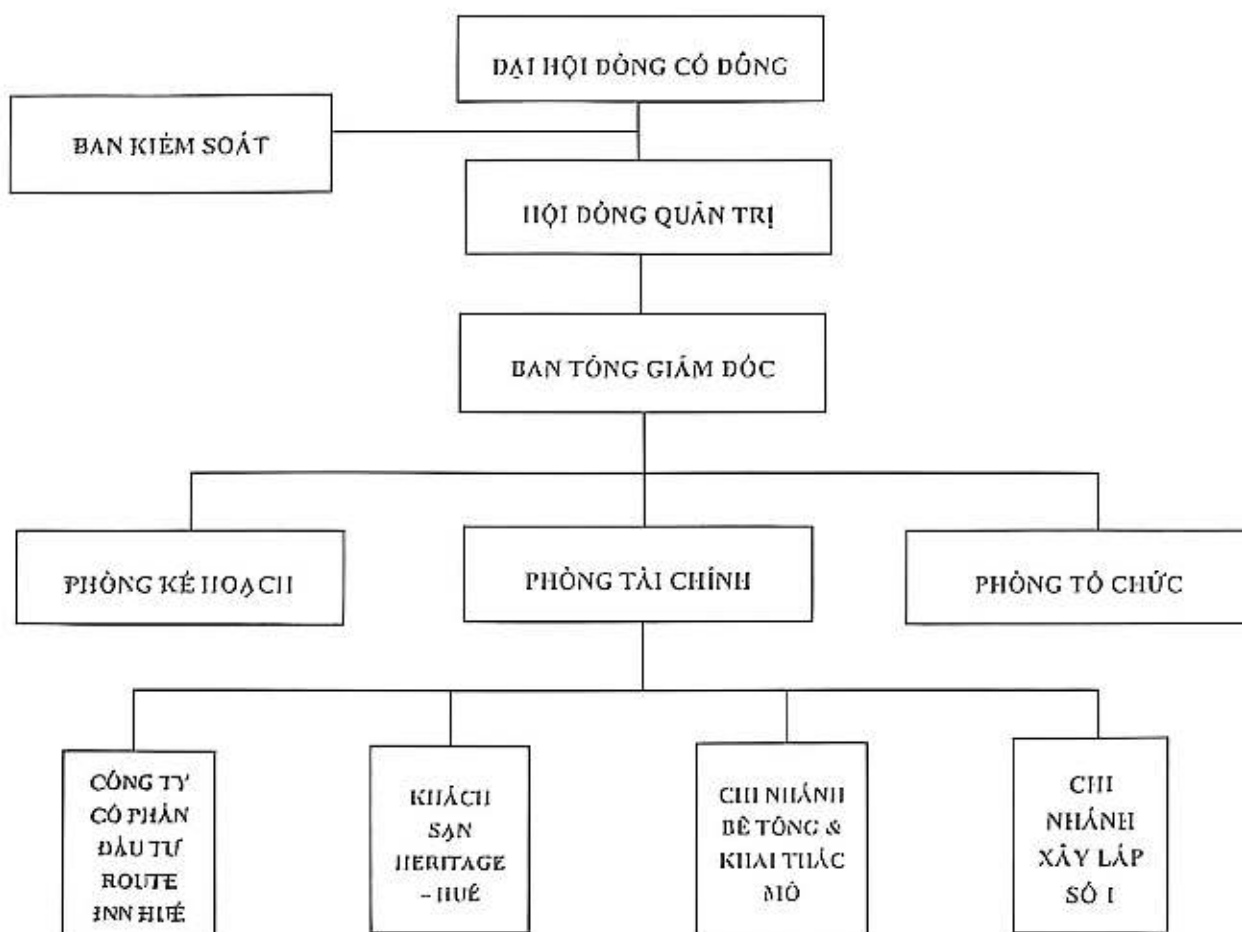 ĐẠI HỘI ĐỒNG CỔ ĐÔNG
BAN KIỂM SOÁT
HỘI ĐỒNG QUẢN TRỊ
BAN TỔNG GIÁM ĐỐC
PHÒNG KẾ HOẠCH
PHÒNG TÀI CHÍNH
PHÒNG TỔ CHỨC
CÔNG TY
CỔ PHẦN
ĐẦU TƯ
ROUTE
INN HUẾ
KHÁCH
SẠN
HERITAGE
– HUẾ
CHI NHÁNH
BÊ TÔNG &
KHAI THÁC
MỎ
CHI
NHÁNH
XÂY LẮP
SỐ 1